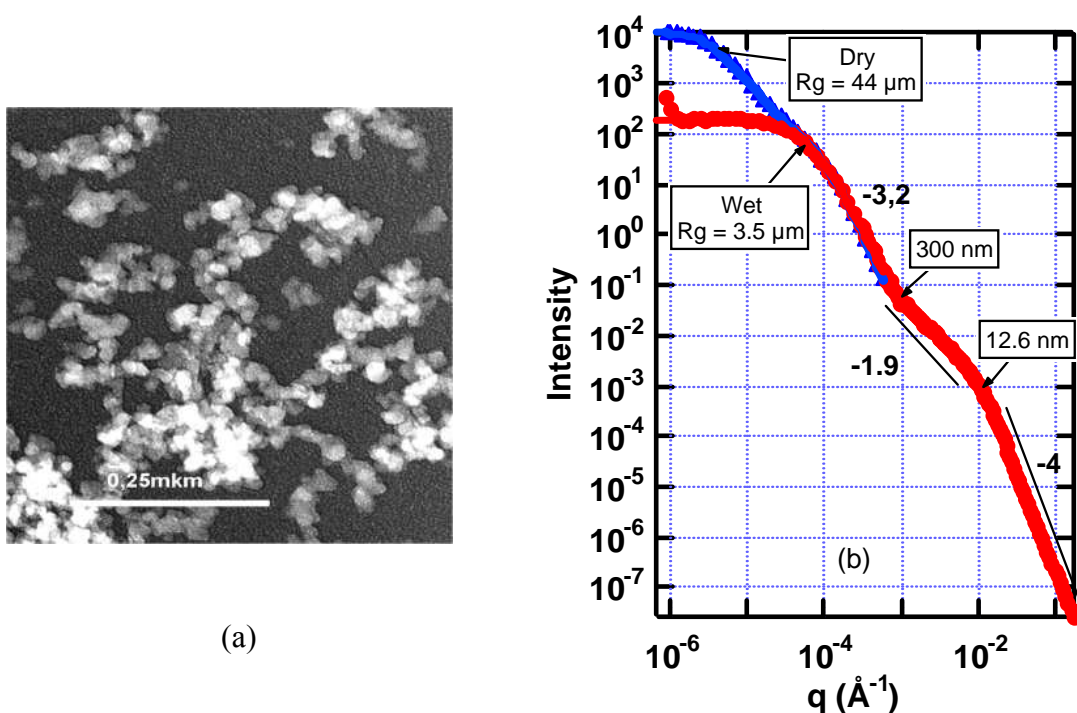 0,25mkm
(a)
Intensity
10⁴
10³
10²
10¹
10⁰
10⁻¹
10⁻²
10⁻³
10⁻⁴
10⁻⁵
10⁻⁶
10⁻⁷
Dry
Rg = 44 µm
Wet
Rg = 3.5 µm
-3,2
300 nm
12.6 nm
-1.9
-4
(b)
10⁻⁶
10⁻⁴
10⁻²
q (Å⁻¹)